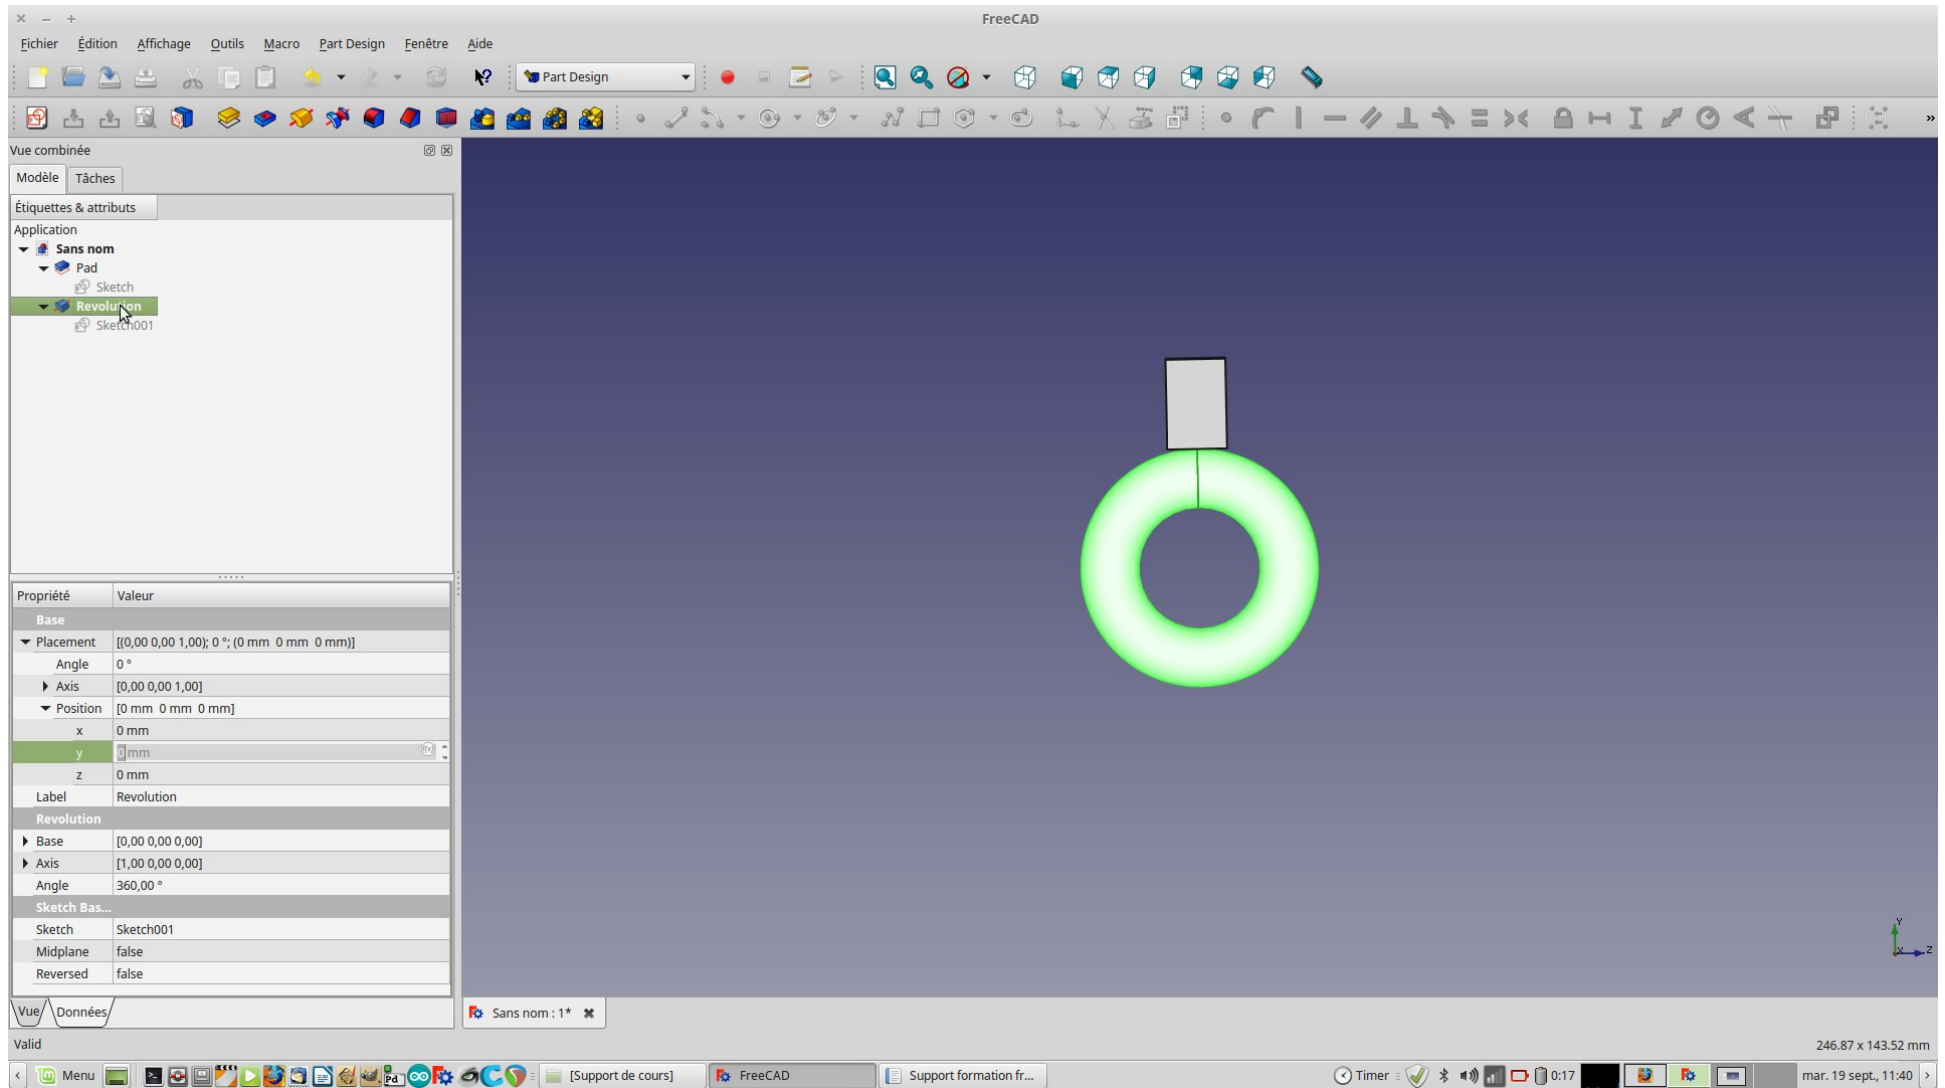 FreeCAD
Fichier Édition Affichage Outils Macro Part Design Fenêtre Aide
Part Design
Vue combinée
Modèle Tâches
Étiquettes & attributs
Application
Sans nom
Pad
Sketch
Revolution
Sketch001
Propriété Valeur
Base
Placement [(0,00 0,00 1,00); 0 °; (0 mm 0 mm 0 mm)]
Angle 0 °
Axis [0,00 0,00 1,00]
Position [0 mm 0 mm 0 mm]
x 0 mm
y 0 mm
z 0 mm
Label Revolution
Revolution
Base [0,00 0,00 0,00]
Axis [1,00 0,00 0,00]
Angle 360,00 °
Sketch Bas...
Sketch Sketch001
Midplane false
Reversed false
Y
X Z
Vue Données
Sans nom : 1*
Valid 246.87 x 143.52 mm
Menu Pd [Support de cours] FreeCAD Support formation fr... Timer 0:17 mar. 19 sept., 11:40